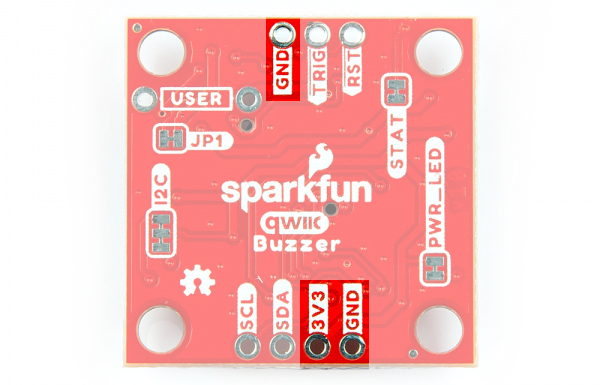 GND
TRIG
RST
USER
JP1
STAT
I2C
sparkfun
qwiic
Buzzer
PWR_LED
SCL
SDA
3V3
GND